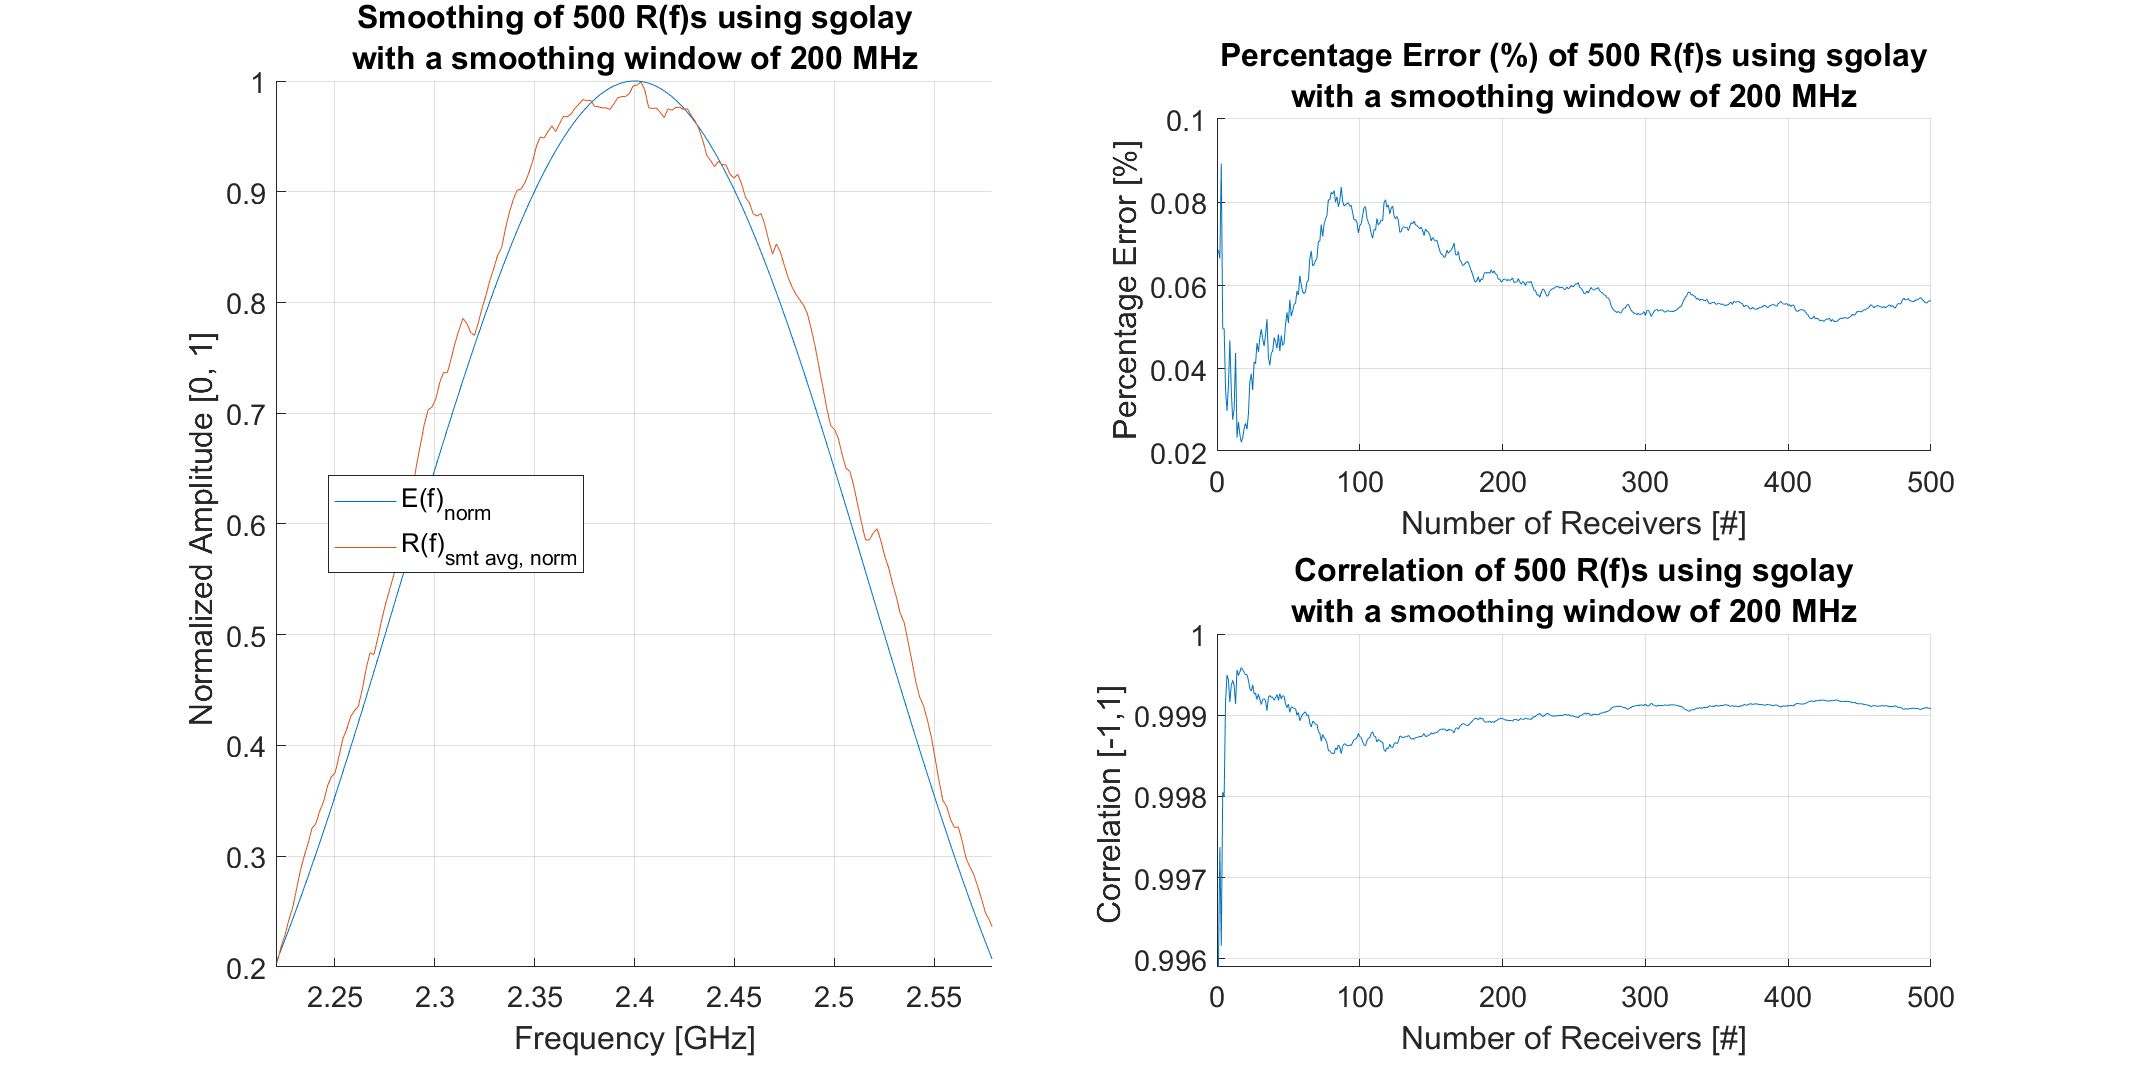 Smoothing of 500 R(f)s using sgolay
with a smoothing window of 200 MHz
1
0.9
0.8
0.7
0.6
0.5
0.4
0.3
0.2
Normalized Amplitude [0, 1]
E(f)norm
R(f)smt avg, norm
2.25 2.3 2.35 2.4 2.45 2.5 2.55
Frequency [GHz]
Percentage Error (%) of 500 R(f)s using sgolay
with a smoothing window of 200 MHz
0.1
0.08
0.06
0.04
0.02
Percentage Error [%]
0 100 200 300 400 500
Number of Receivers [#]
Correlation of 500 R(f)s using sgolay
with a smoothing window of 200 MHz
1
0.999
0.998
0.997
0.996
Correlation [-1,1]
0 100 200 300 400 500
Number of Receivers [#]